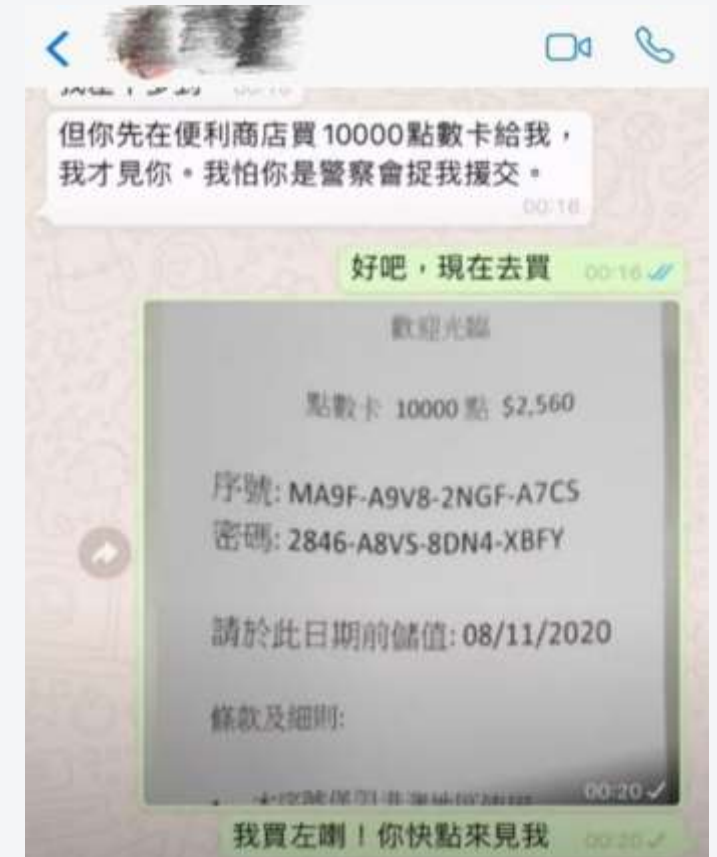 但你先在便利商店買10000點數卡給我，
我才見你。我怕你是警察會捉我援交。
00:16
好吧，現在去買 00:16
歡迎光臨
點數卡 10000 點 $2,560
序號: MA9F-A9V8-2NGF-A7CS
密碼: 2846-A8VS-8DN4-XBFY
請於此日期前儲值: 08/11/2020
條款及細則:
00:20
我買左喇！你快點來見我 00:20